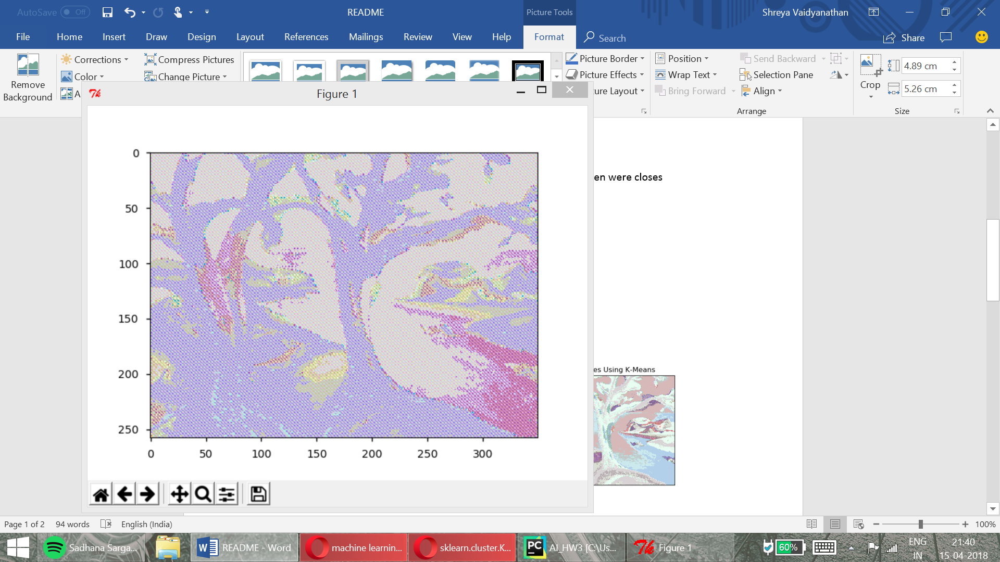 AutoSave Off
README
Picture Tools
Shreya Vaidyanathan
File Home Insert Draw Design Layout References Mailings Review View Help Format Search Share
Corrections Compress Pictures Picture Border Position Send Backward 4.89 cm
Color Change Picture Picture Effects Wrap Text Selection Pane Crop
Remove Background
A
ure Layout Bring Forward Align 5.26 cm
Arrange Size
Figure 1
0
50
100
150
200
250
0 50 100 150 200 250 300
en were closes
es Using K-Means
Page 1 of 2 94 words English (India) 100%
Sadhana Sarga...
README - Word
machine learnin...
sklearn.cluster.K...
PC
AI_HW3 [C:\Us...
Figure 1
60%
ENG
IN
21:40
15-04-2018